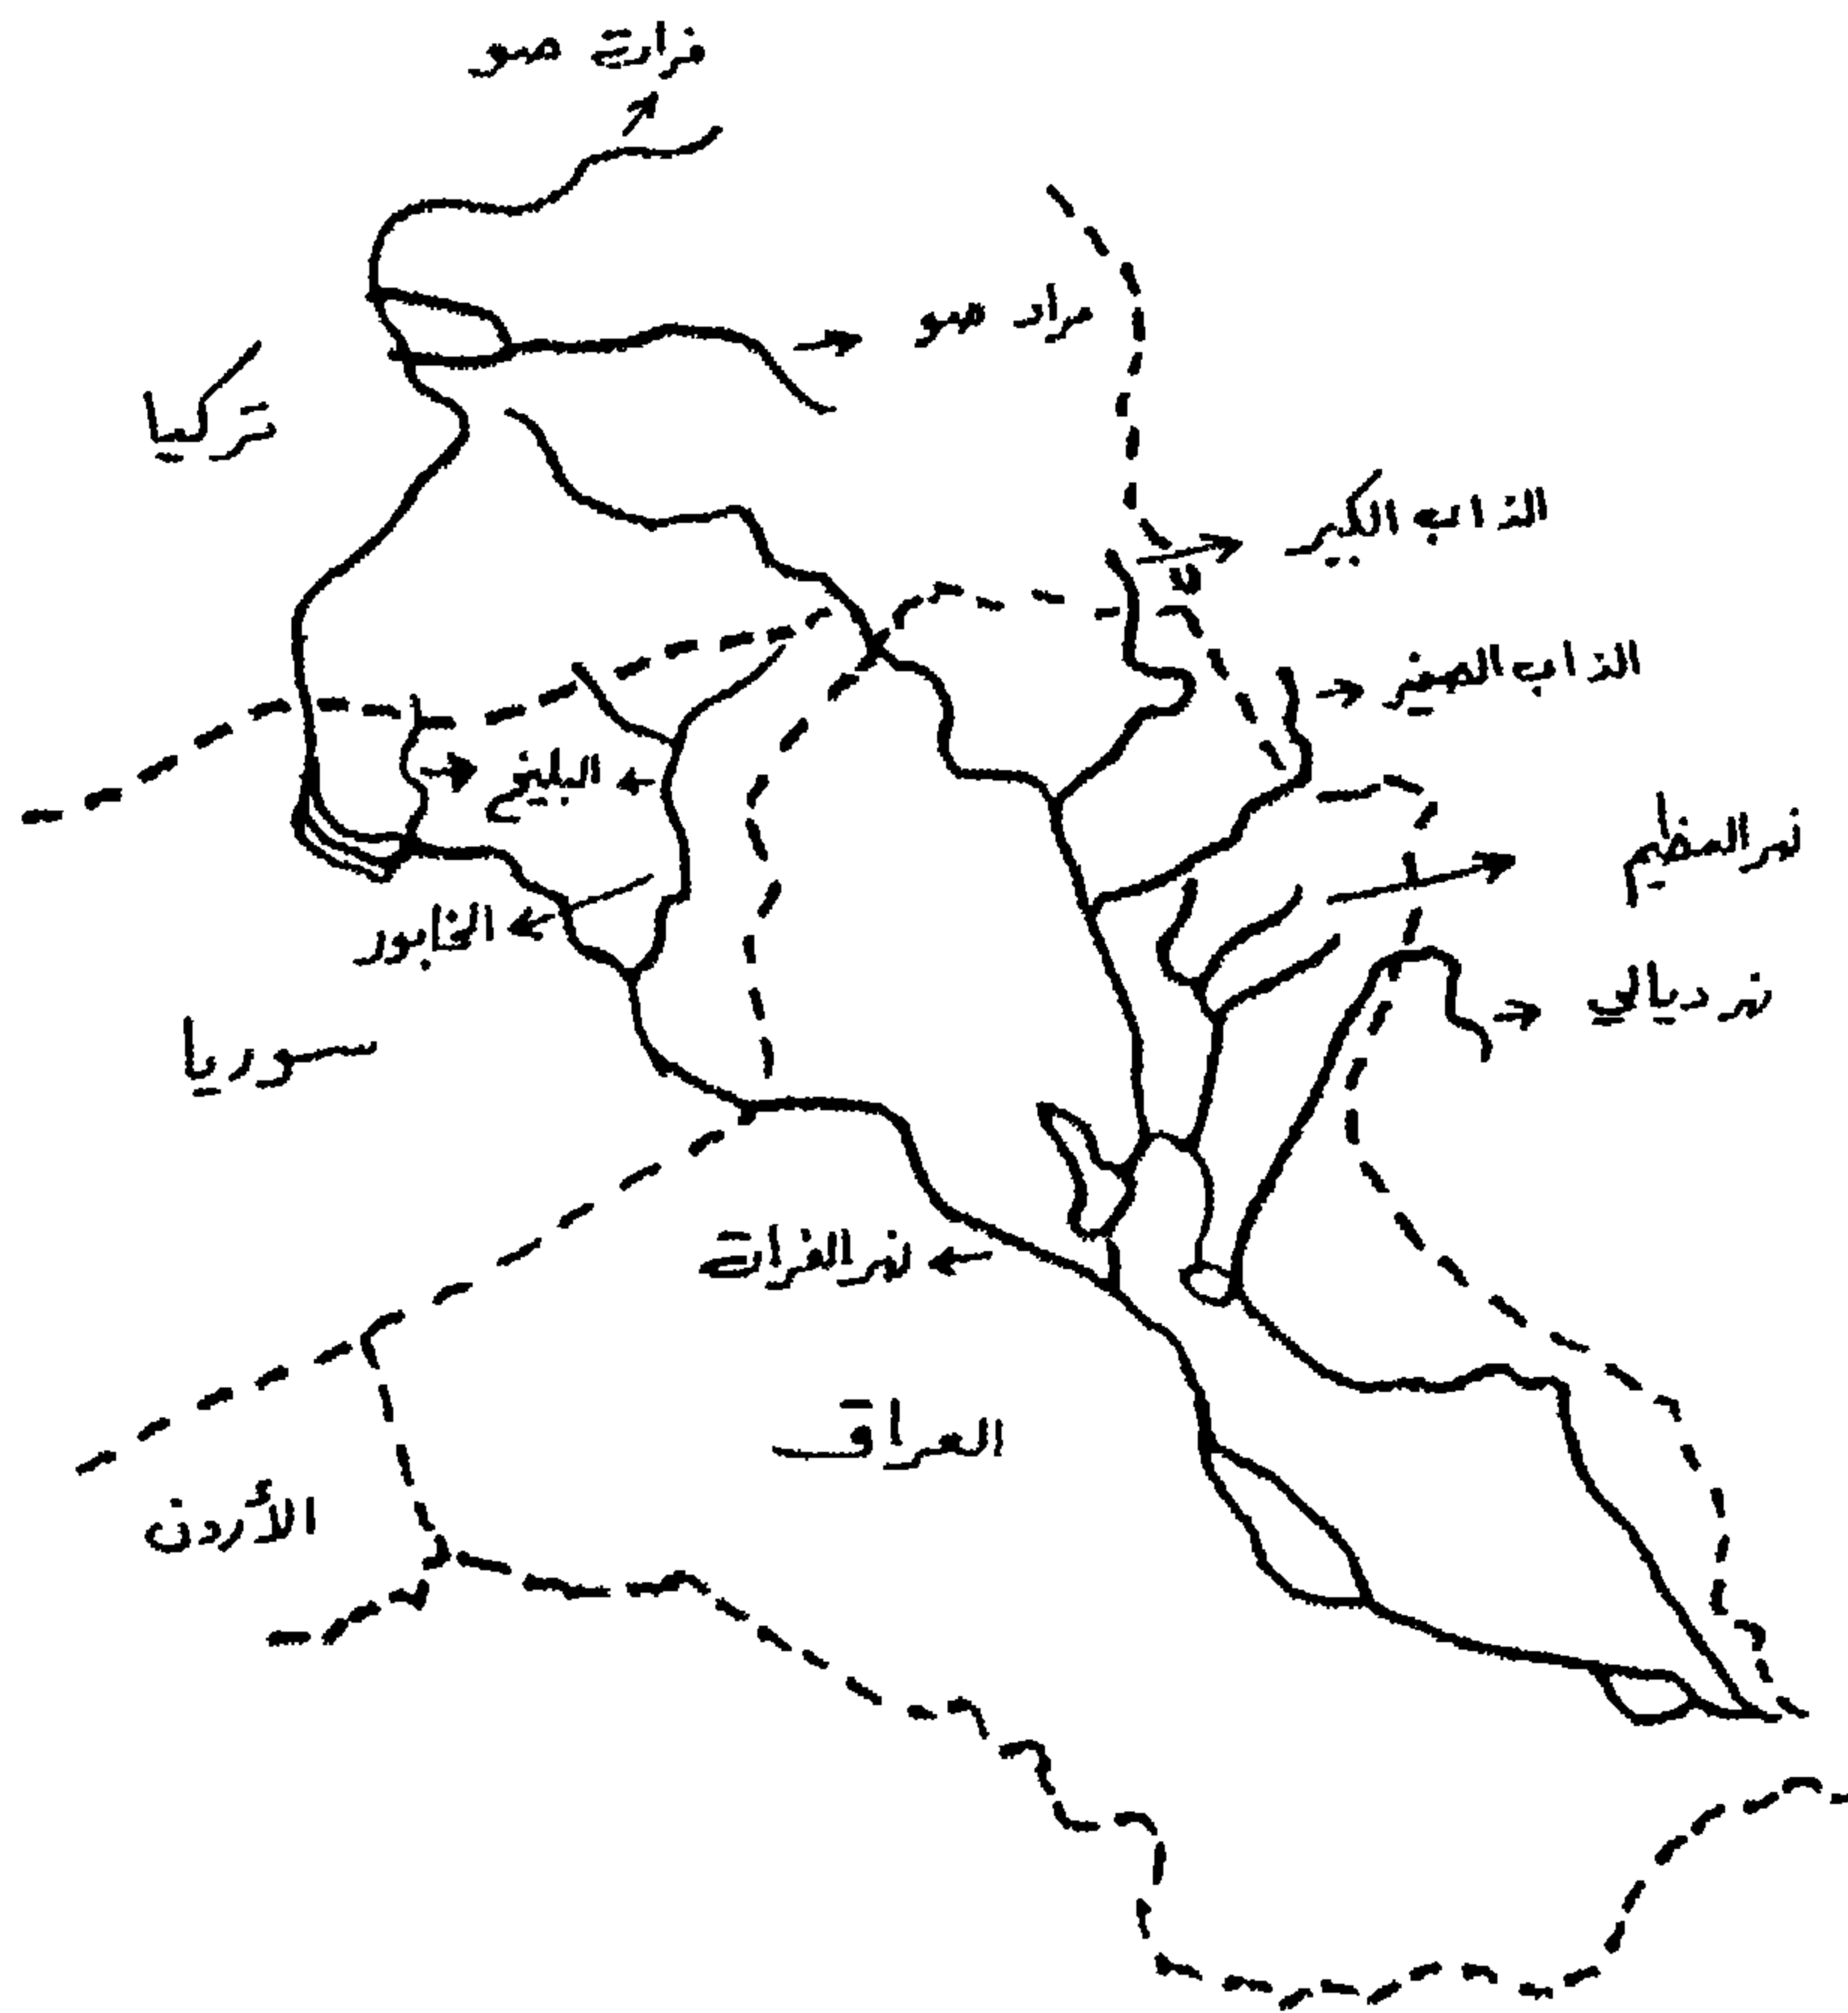 فرات صو
مراد صو
تركيا
الزاب الكبير
الزاب الصغير
البليخ
نهر العظيم
الخابور
نهر ديالى
سوريا
نهر الفرات
العراق
الأردن